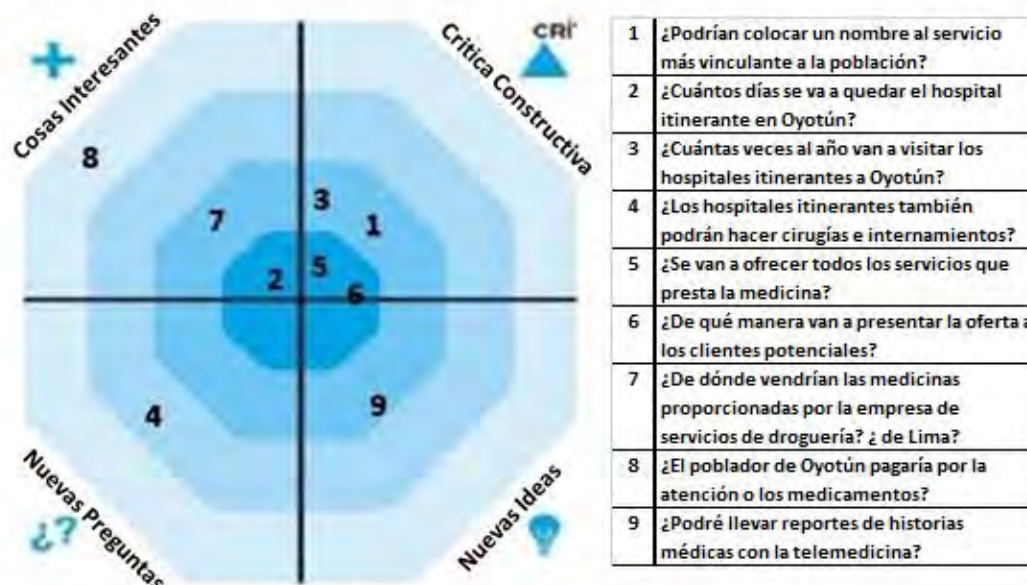 Cosas Interesantes
CRI
Critica Constructiva
8
7
3
1
2
5
6
4
9
Nuevas Preguntas
¿?
Nuevas Ideas
1 ¿Podrían colocar un nombre al servicio
más vinculante a la población?
2 ¿Cuántos días se va a quedar el hospital
itinerante en Oyotún?
3 ¿Cuántas veces al año van a visitar los
hospitales itinerantes a Oyotún?
4 ¿Los hospitales itinerantes también
podrán hacer cirugías e internamientos?
5 ¿Se van a ofrecer todos los servicios que
presta la medicina?
6 ¿De qué manera van a presentar la oferta a
los clientes potenciales?
7 ¿De dónde vendrían las medicinas
proporcionadas por la empresa de
servicios de droguería? ¿ de Lima?
8 ¿El poblador de Oyotún pagaría por la
atención o los medicamentos?
9 ¿Podré llevar reportes de historias
médicas con la telemedicina?